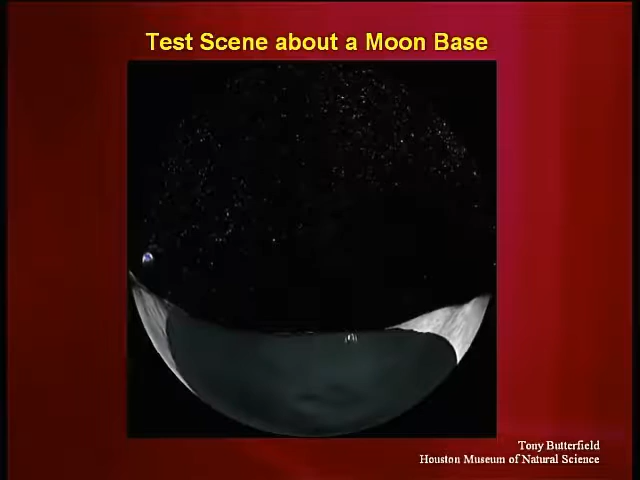 Test Scene about a Moon Base
Tony Butterfield
Houston Museum of Natural Science